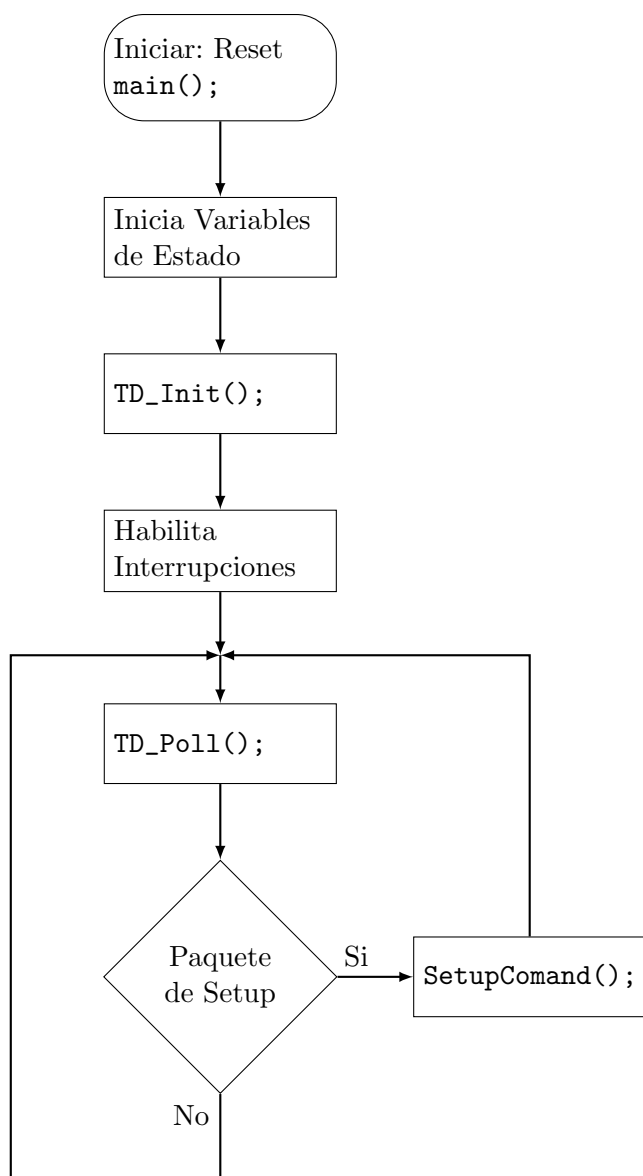 Iniciar: Reset
main();
Inicia Variables
de Estado
TD_Init();
Habilita
Interrupciones
TD_Poll();
Paquete
de Setup
Si
SetupComand();
No